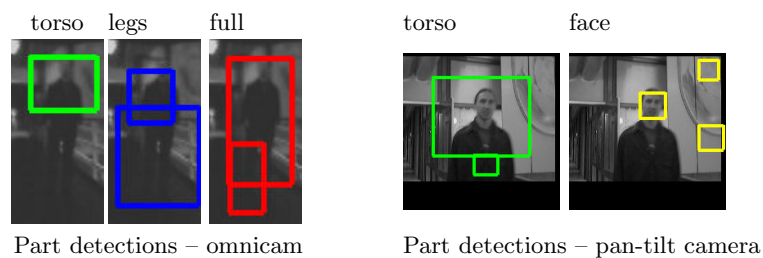 torso legs full
Part detections – omnicam
torso face
Part detections – pan-tilt camera